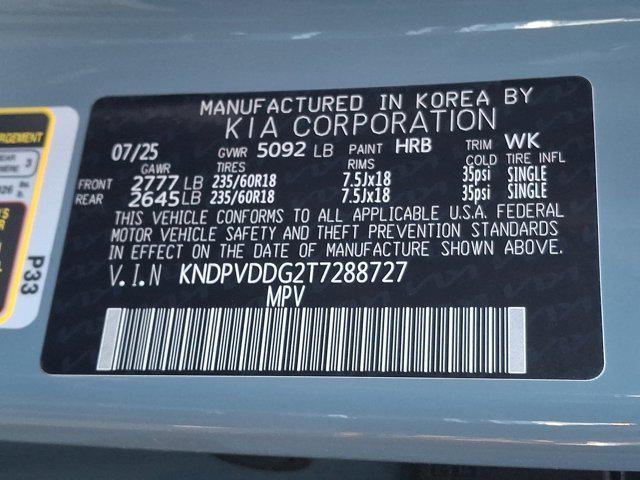 MANUFACTURED IN KOREA BY
KIA CORPORATION
07/25 GVWR 5092 LB PAINT HRB TRIM WK
GAWR TIRES RIMS COLD TIRE INFL
FRONT 2777 LB 235/60R18 7.5Jx18 35psi SINGLE
REAR 2645 LB 235/60R18 7.5Jx18 35psi SINGLE
THIS VEHICLE CONFORMS TO ALL APPLICABLE U.S.A. FEDERAL
MOTOR VEHICLE SAFETY AND THEFT PREVENTION STANDARDS
IN EFFECT ON THE DATE OF MANUFACTURE SHOWN ABOVE.
V.I.N KNDPVDDG2T7288727
MPV
3
P33